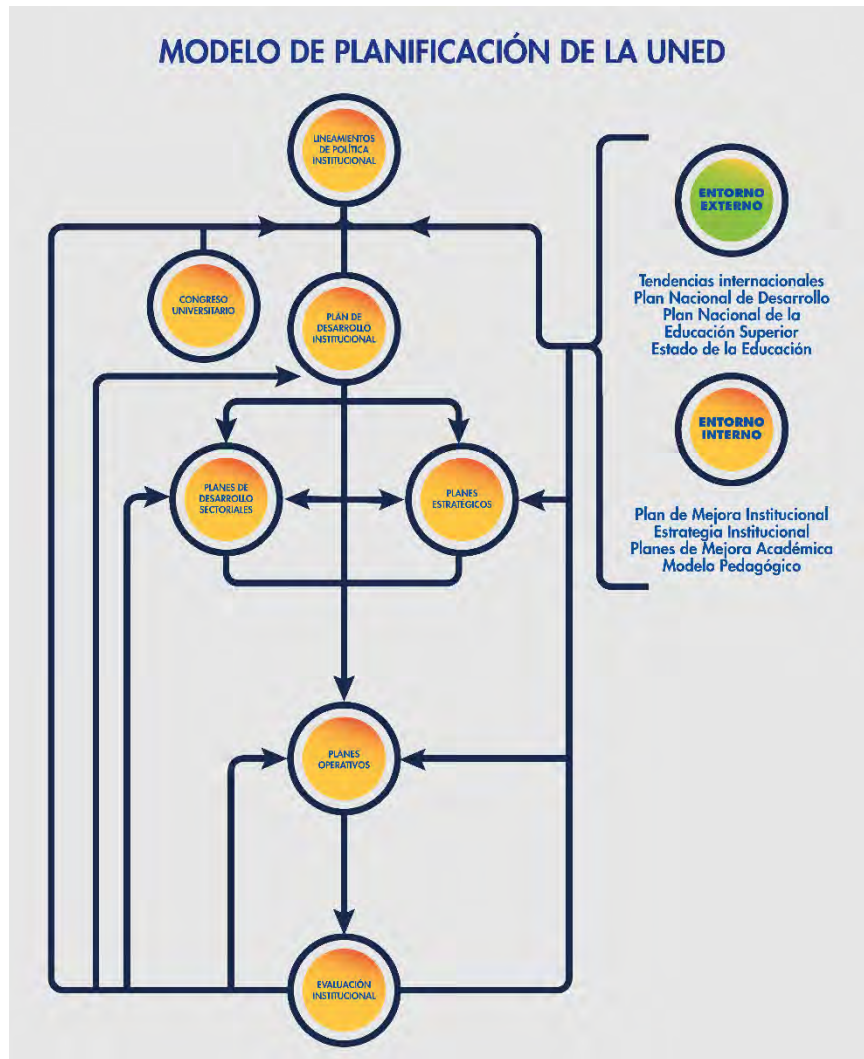 MODELO DE PLANIFICACIÓN DE LA UNED
LINEAMIENTOS
DE POLÍTICA
INSTITUCIONAL
ENTORNO
EXTERNO
CONGRESO
UNIVERSITARIO
PLAN DE
DESARROLLO
INSTITUCIONAL
Tendencias internacionales
Plan Nacional de Desarrollo
Plan Nacional de la
Educación Superior
Estado de la Educación
ENTORNO
INTERNO
PLANES DE
DESARROLLO
SECTORIALES
PLANES
ESTRATÉGICOS
Plan de Mejora Institucional
Estrategia Institucional
Planes de Mejora Académica
Modelo Pedagógico
PLANES
OPERATIVOS
EVALUACIÓN
INSTITUCIONAL